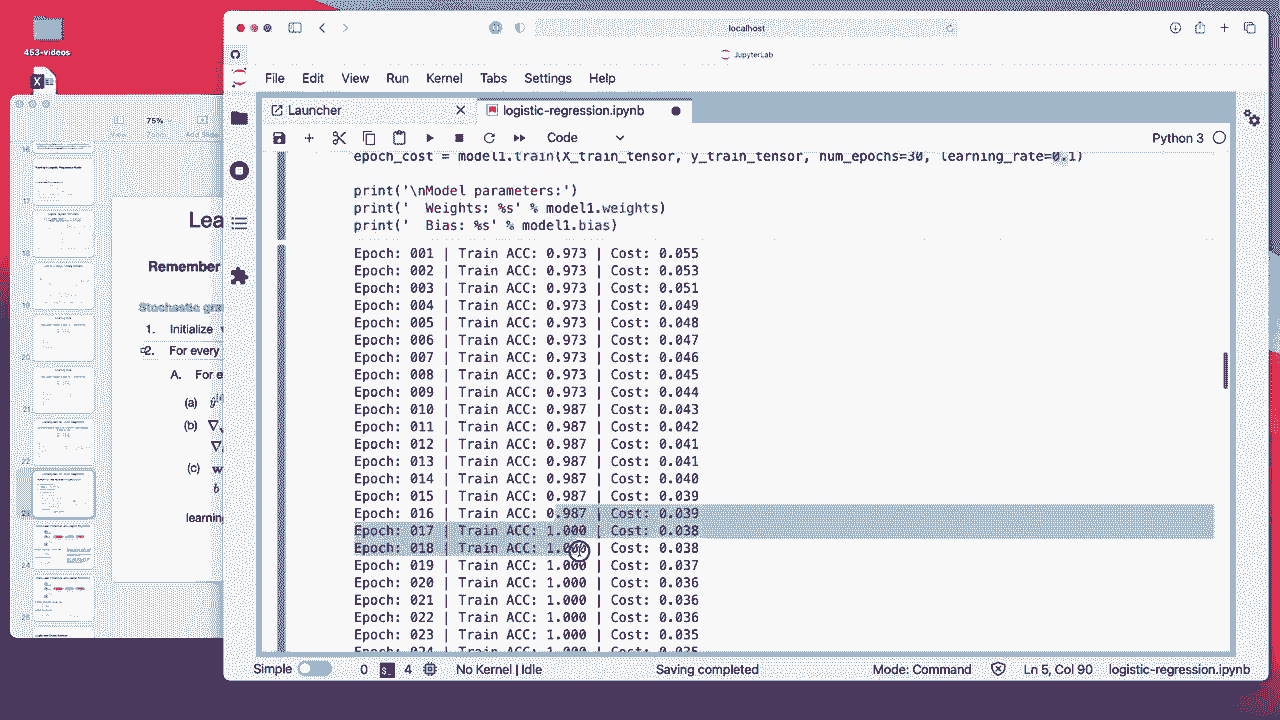 453-videos
localhost
JupyterLab
File Edit View Run Kernel Tabs Settings Help
Launcher
logistic-regression.ipynb
Code
Python 3
75%
View Zoom Add Slide
epoch_cost = model1.train(X_train_tensor, y_train_tensor, num_epochs=30, learning_rate=0.1)
print('\nModel parameters:')
print('  Weights: %s' % model1.weights)
print('  Bias: %s' % model1.bias)
Epoch: 001 | Train ACC: 0.973 | Cost: 0.055
Epoch: 002 | Train ACC: 0.973 | Cost: 0.053
Epoch: 003 | Train ACC: 0.973 | Cost: 0.051
Epoch: 004 | Train ACC: 0.973 | Cost: 0.049
Epoch: 005 | Train ACC: 0.973 | Cost: 0.048
Epoch: 006 | Train ACC: 0.973 | Cost: 0.047
Epoch: 007 | Train ACC: 0.973 | Cost: 0.046
Epoch: 008 | Train ACC: 0.973 | Cost: 0.045
Epoch: 009 | Train ACC: 0.973 | Cost: 0.044
Epoch: 010 | Train ACC: 0.987 | Cost: 0.043
Epoch: 011 | Train ACC: 0.987 | Cost: 0.042
Epoch: 012 | Train ACC: 0.987 | Cost: 0.041
Epoch: 013 | Train ACC: 0.987 | Cost: 0.041
Epoch: 014 | Train ACC: 0.987 | Cost: 0.040
Epoch: 015 | Train ACC: 0.987 | Cost: 0.039
Epoch: 016 | Train ACC: 0.987 | Cost: 0.039
Epoch: 017 | Train ACC: 1.000 | Cost: 0.038
Epoch: 018 | Train ACC: 1.000 | Cost: 0.038
Epoch: 019 | Train ACC: 1.000 | Cost: 0.037
Epoch: 020 | Train ACC: 1.000 | Cost: 0.036
Epoch: 021 | Train ACC: 1.000 | Cost: 0.036
Epoch: 022 | Train ACC: 1.000 | Cost: 0.036
Epoch: 023 | Train ACC: 1.000 | Cost: 0.035
Epoch: 024 | Train ACC: 1.000 | Cost: 0.035
Lea
Remember
Stochastic gra
1. Initialize
2. For every
A. For e
(a)
(b)
(c)
learning
Simple 0 4 No Kernel | Idle Saving completed Mode: Command Ln 5, Col 90 logistic-regression.ipynb